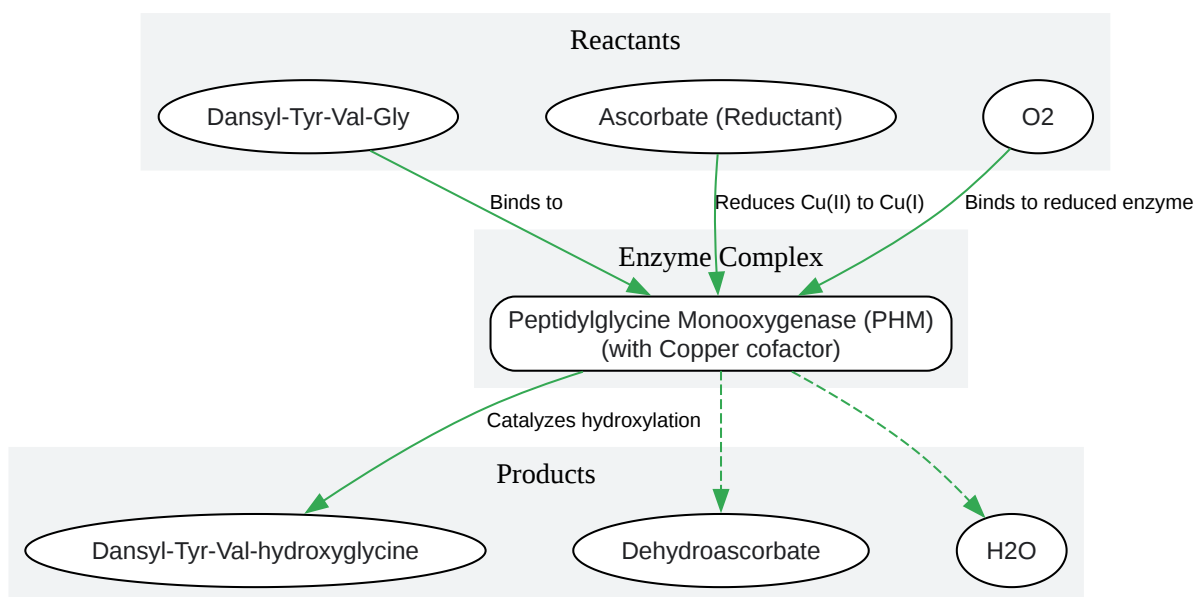 Reactants
Dansyl-Tyr-Val-Gly
Ascorbate (Reductant)
O2
Binds to
Reduces Cu(II) to Cu(I)
Binds to reduced enzyme
Enzyme Complex
Peptidylglycine Monooxygenase (PHM)
(with Copper cofactor)
Catalyzes hydroxylation
Products
Dansyl-Tyr-Val-hydroxyglycine
Dehydroascorbate
H2O